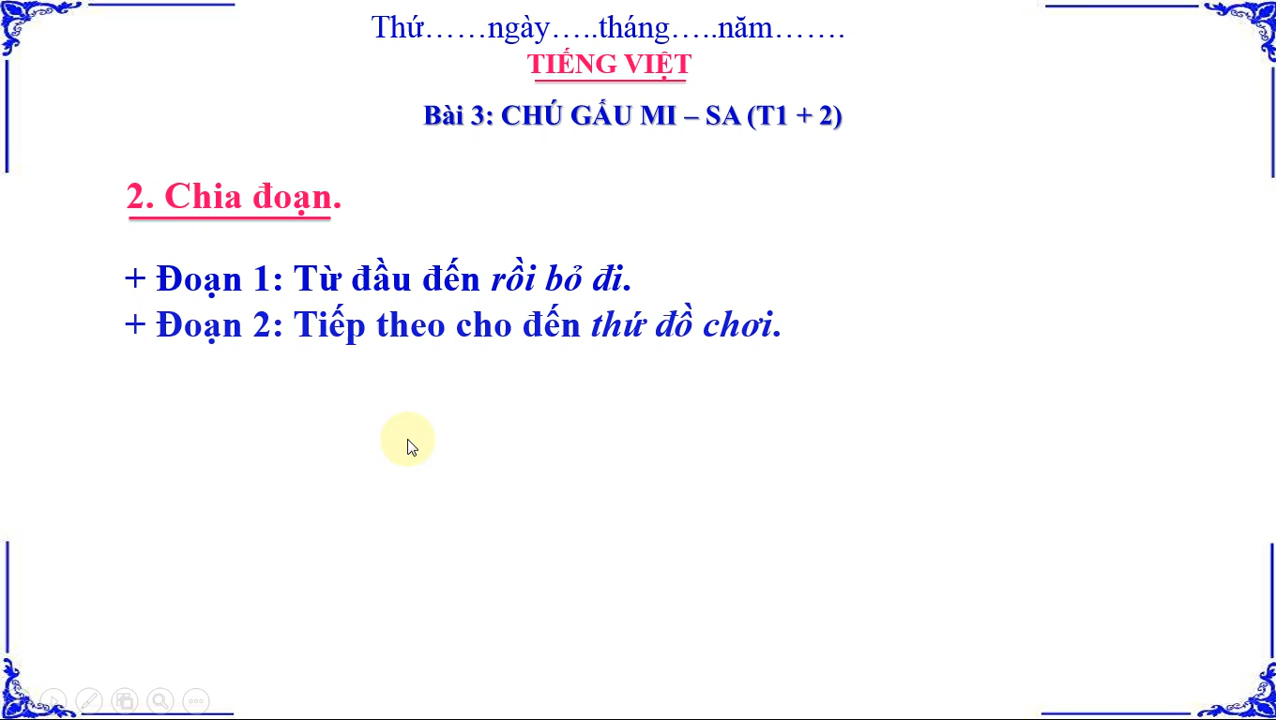 Thứ……ngày…..tháng…..năm…….
TIẾNG VIỆT
Bài 3: CHÚ GẤU MI – SA (T1 + 2)
2. Chia đoạn.
+ Đoạn 1: Từ đầu đến rồi bỏ đi.
+ Đoạn 2: Tiếp theo cho đến thứ đồ chơi.